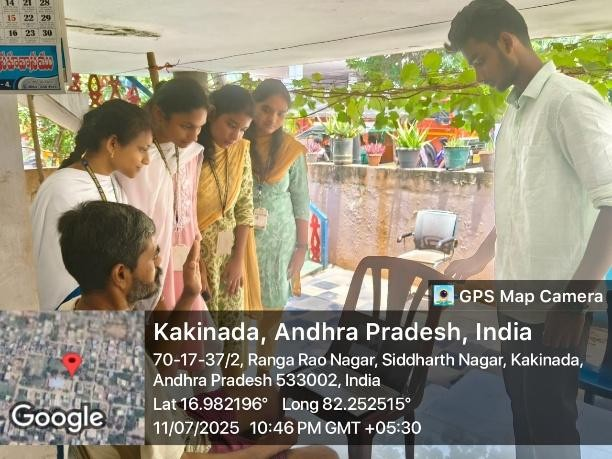 14 21 28
15 22 29
16 23 30
GPS Map Camera
Kakinada, Andhra Pradesh, India
70-17-37/2, Ranga Rao Nagar, Siddharth Nagar, Kakinada,
Andhra Pradesh 533002, India
Lat 16.982196° Long 82.252515°
11/07/2025 10:46 PM GMT +05:30
Google